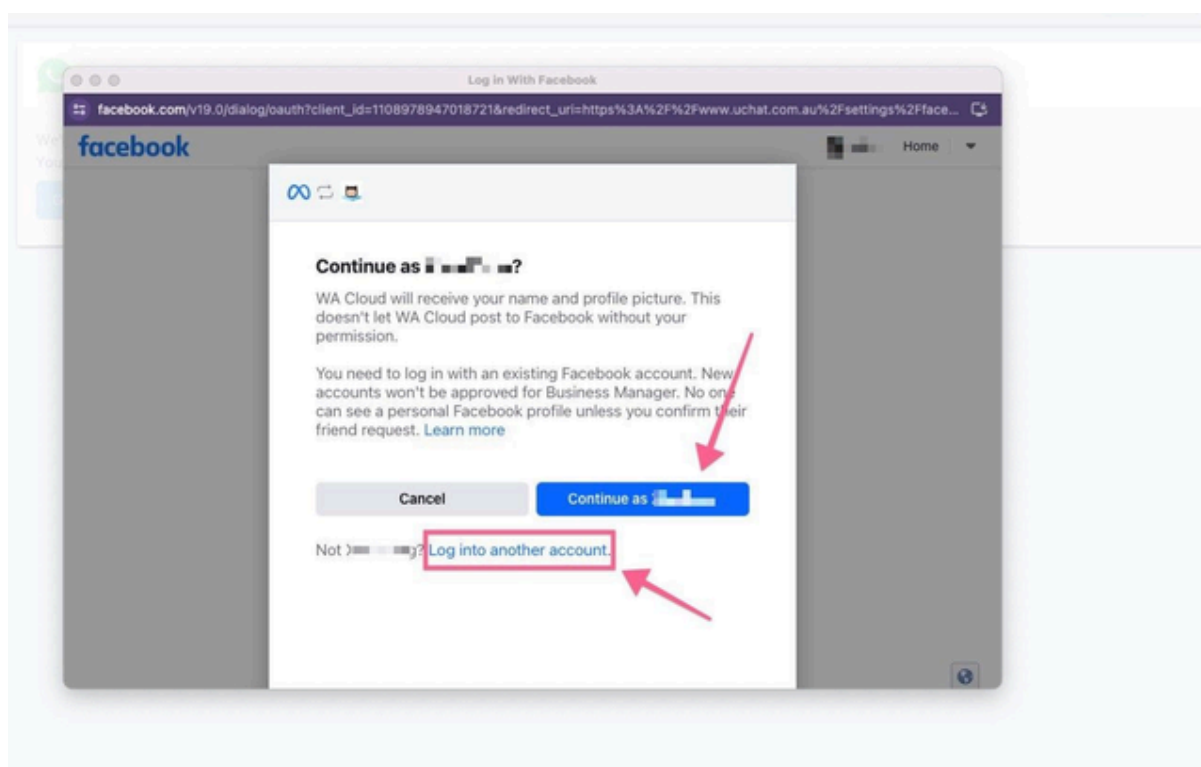 Log in With Facebook
facebook.com/v19.0/dialog/oauth?client_id=1108978947018721&redirect_uri=https%3A%2F%2Fwww.uchat.com.au%2Fsettings%2Fface...
facebook
Home
Continue as ?
WA Cloud will receive your name and profile picture. This
doesn't let WA Cloud post to Facebook without your
permission.
You need to log in with an existing Facebook account. New
accounts won't be approved for Business Manager. No one
can see a personal Facebook profile unless you confirm their
friend request. Learn more
Cancel
Continue as
Not ? Log into another account.